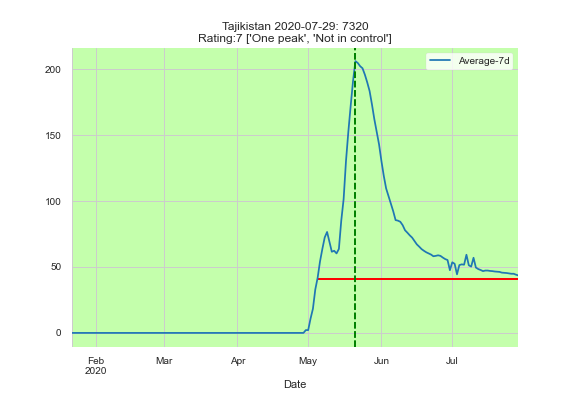 Tajikistan 2020-07-29: 7320
Rating:7 ['One peak', 'Not in control']
Average-7d
200
150
100
50
0
Feb
2020
Mar
Apr
May
Jun
Jul
Date